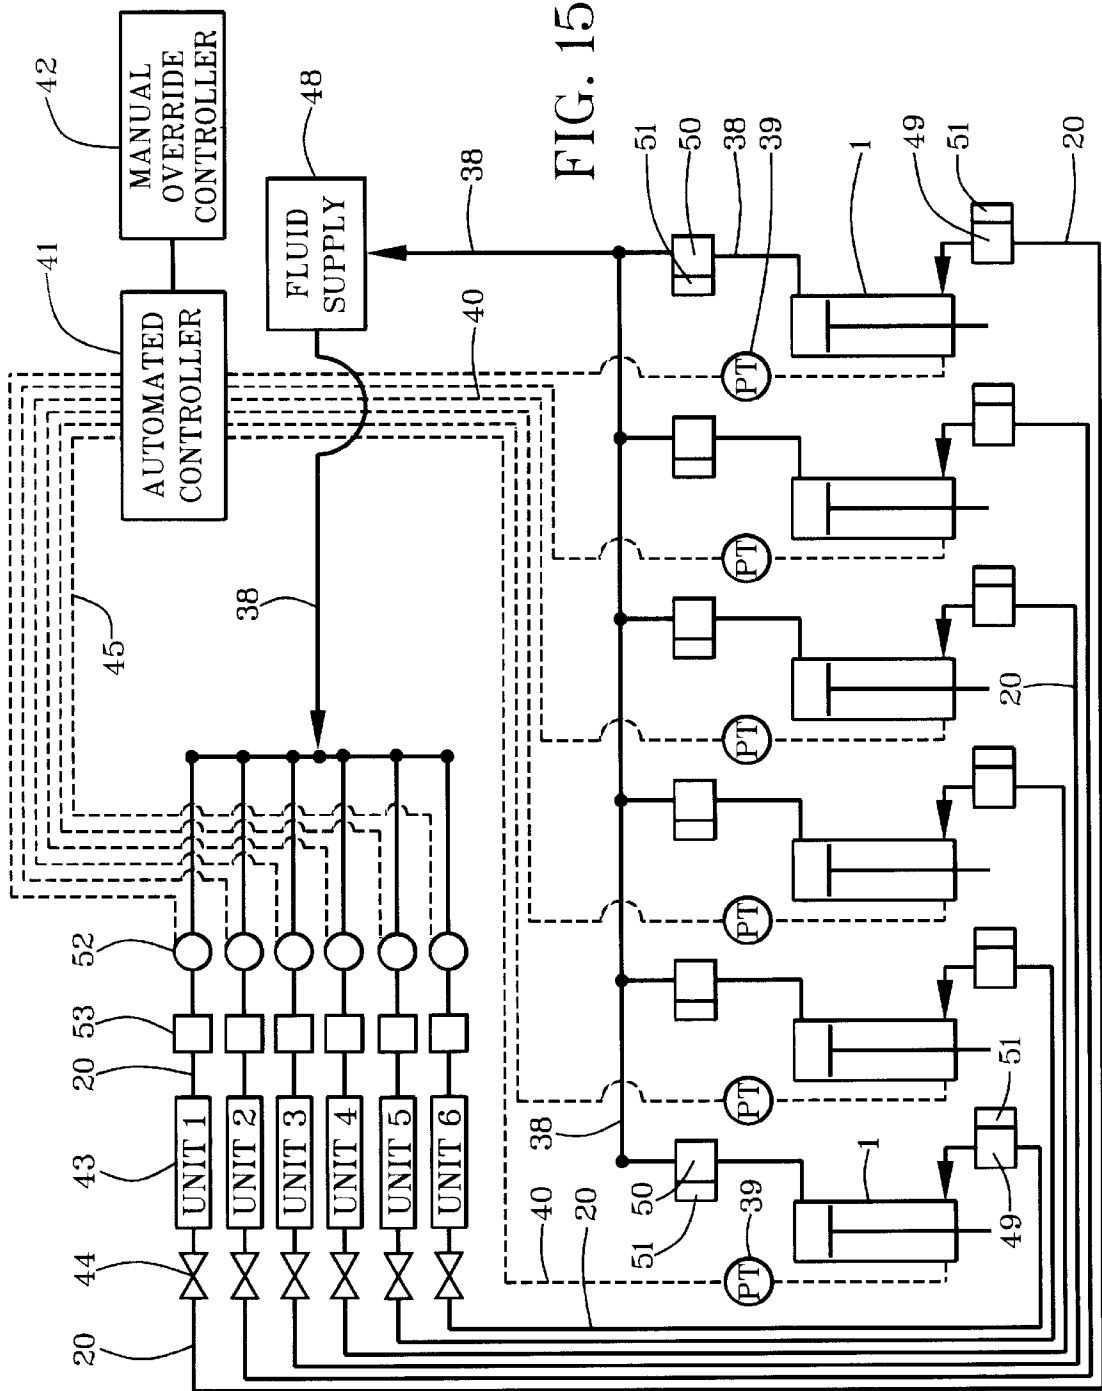 41
42
20
44
43
20
53
52
45
MANUAL
OVERRIDE
CONTROLLER
AUTOMATED
CONTROLLER
UNIT 1
UNIT 2
UNIT 3
UNIT 4
UNIT 5
UNIT 6
48
FLUID
SUPPLY
38
38
40
FIG. 15
40
38
20
51
50
51
50
38
39
39
PT
PT
PT
PT
PT
PT
1
1
49
51
20
49
51
20